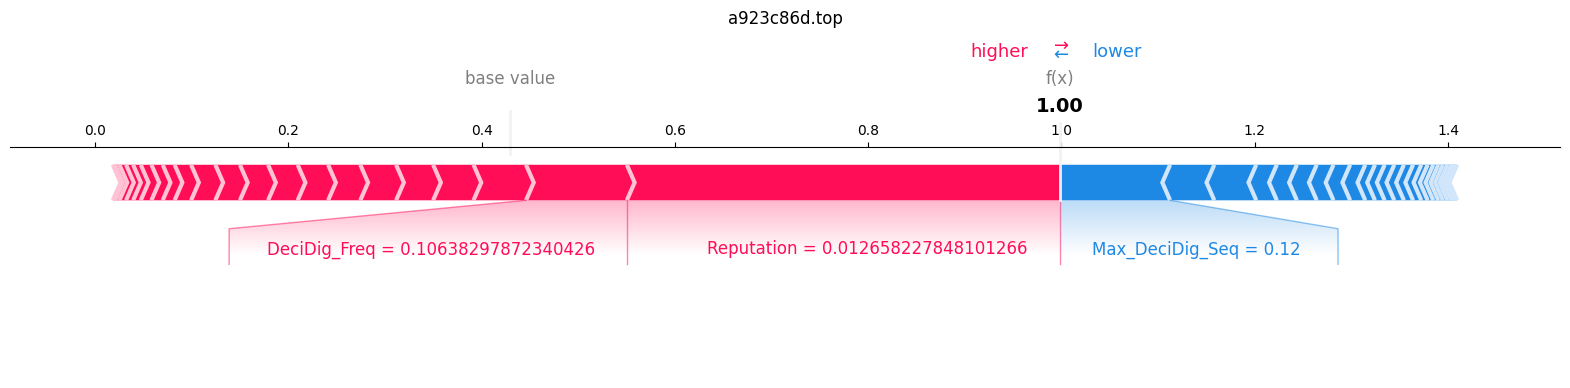 a923c86d.top
higher ⇄ lower
base value f(x)
1.00
0.0 0.2 0.4 0.6 0.8 1.0 1.2 1.4
DeciDig_Freq = 0.10638297872340426 Reputation = 0.012658227848101266 Max_DeciDig_Seq = 0.12